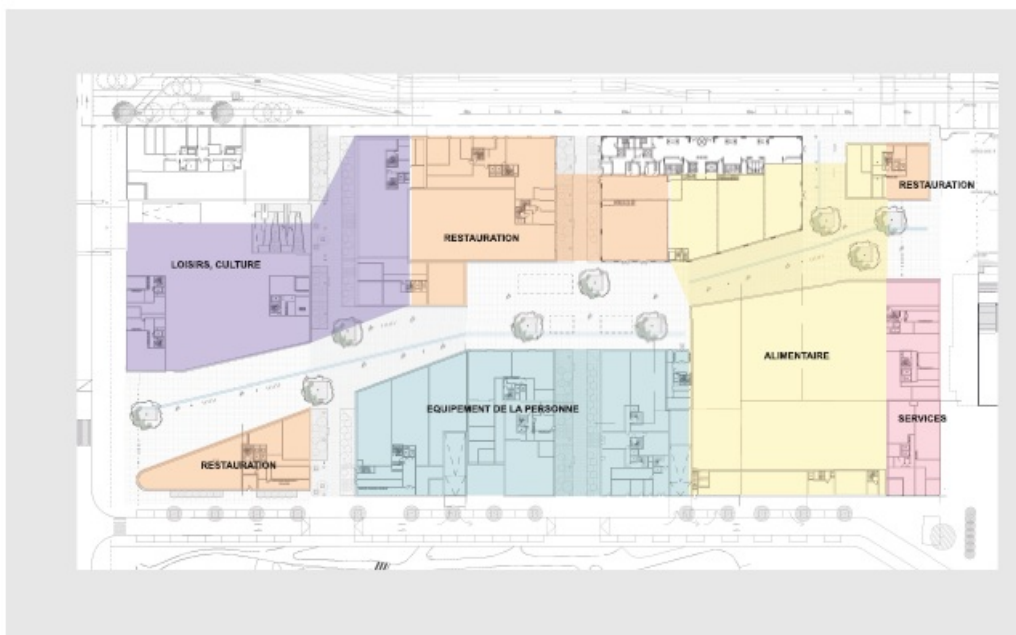 RESTAURATION
RESTAURATION
LOISIRS, CULTURE
ALIMENTAIRE
EQUIPEMENT DE LA PERSONNE
SERVICES
RESTAURATION